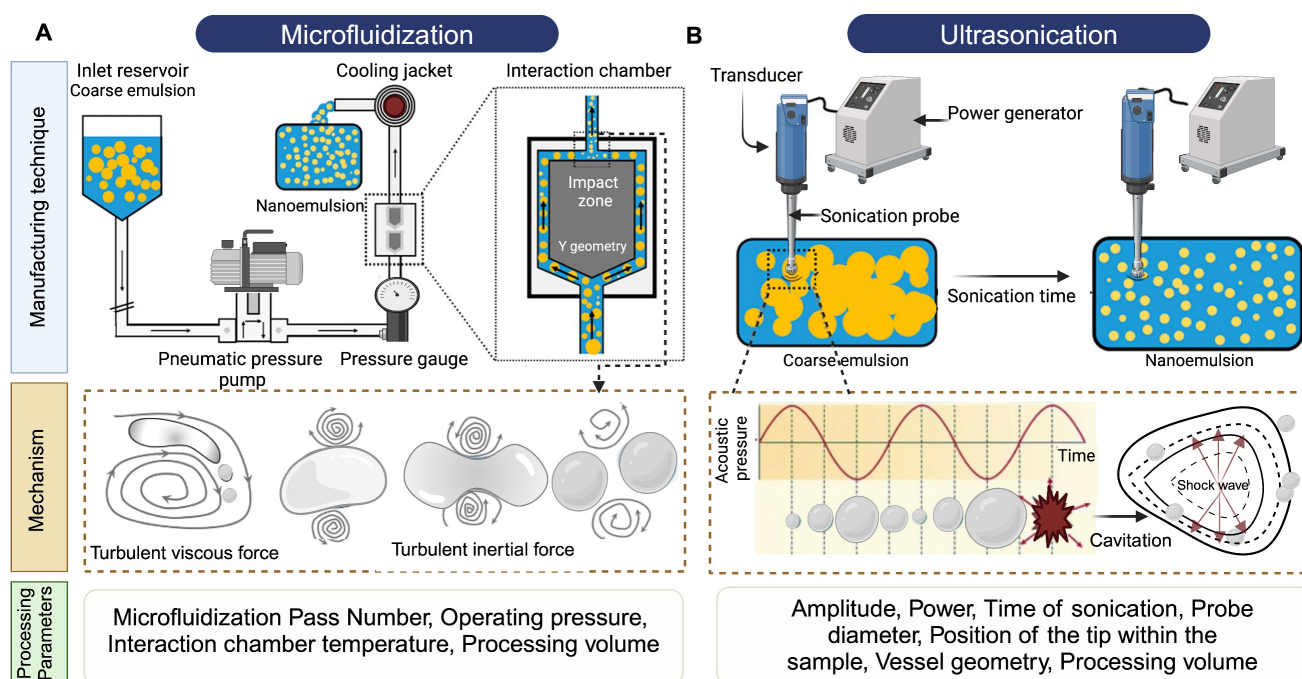 A
Microfluidization
B
Ultrasonication
Manufacturing technique
Inlet reservoir
Coarse emulsion
Cooling jacket
Interaction chamber
Nanoemulsion
Impact
zone
Y geometry
Pneumatic pressure
pump
Pressure gauge
Transducer
Power generator
Sonication probe
Sonication time
Coarse emulsion
Nanoemulsion
Mechanism
Turbulent viscous force
Turbulent inertial force
Acoustic
pressure
Time
Shock wave
Cavitation
Processing
Parameters
Microfluidization Pass Number, Operating pressure,
Interaction chamber temperature, Processing volume
Amplitude, Power, Time of sonication, Probe
diameter, Position of the tip within the
sample, Vessel geometry, Processing volume